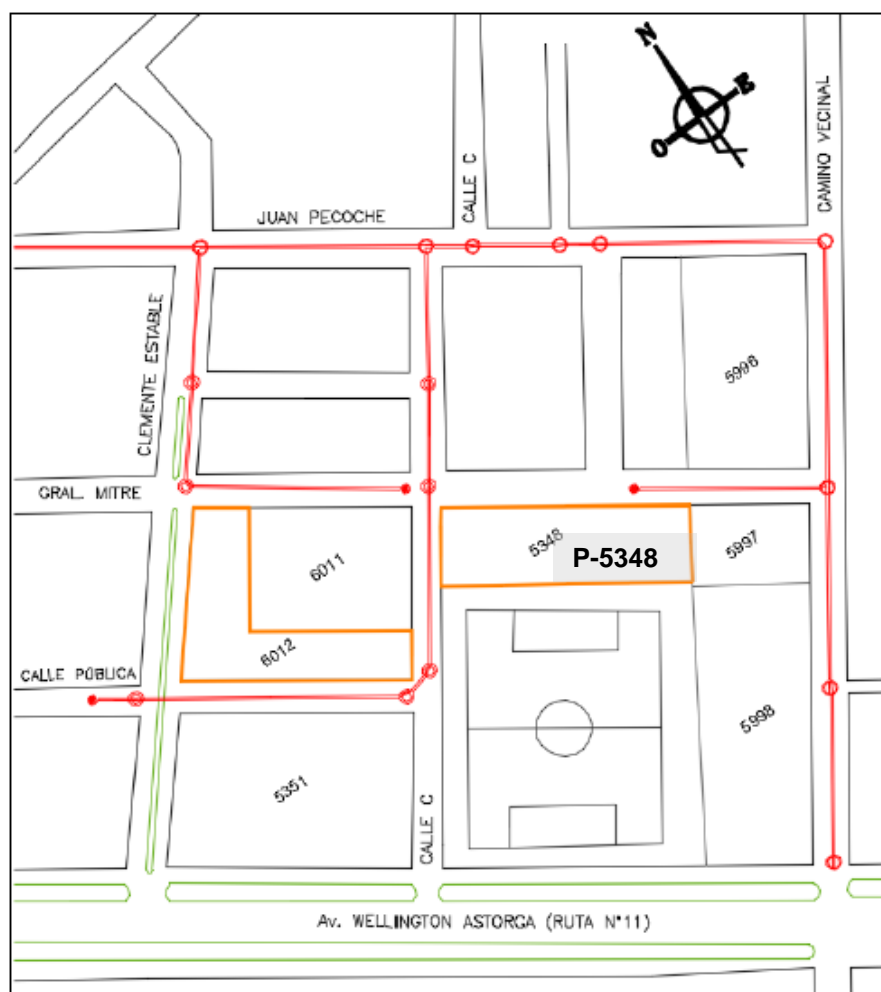 N
E
O
CAMINO VECINAL
CALLE C
JUAN PECOCHE
CLEMENTE ESTABLE
5996
GRAL. MITRE
6011
5348
P-5348
5997
6012
CALLE PÚBLICA
5998
5351
CALLE C
Av. WELLINGTON ASTORGA (RUTA N°11)